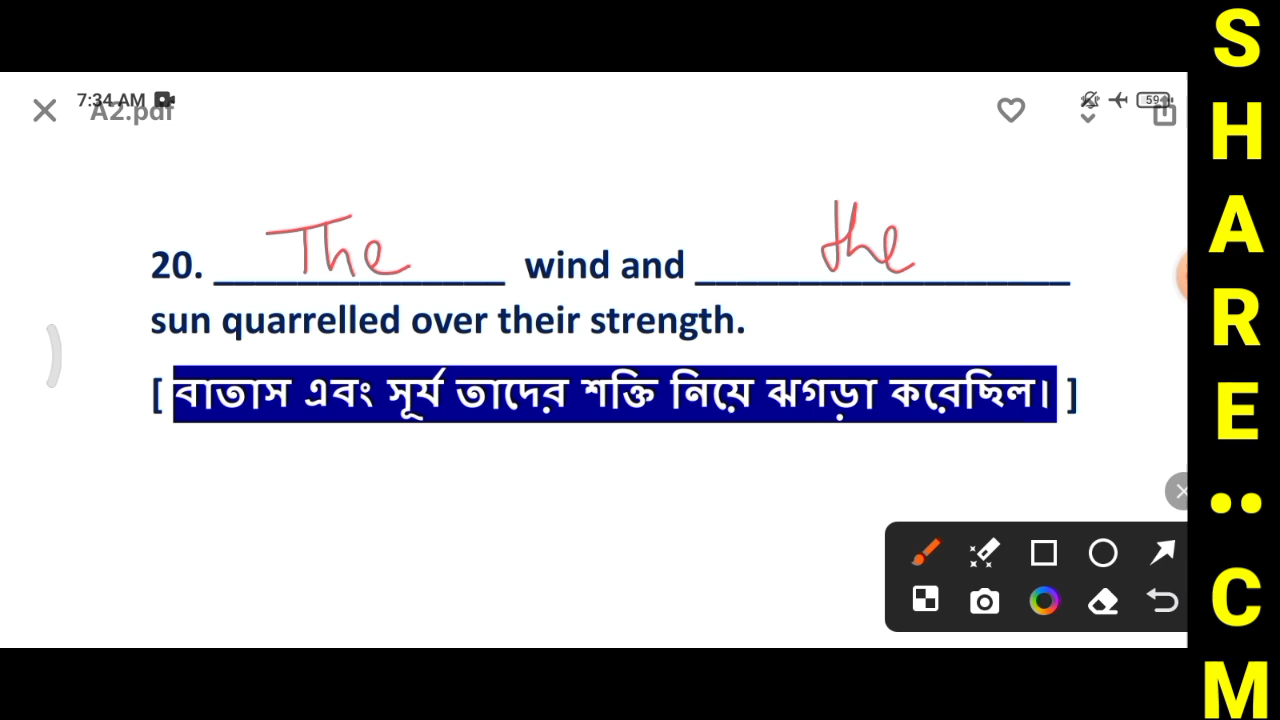 7:34 AM
A2.pdf
59
20. The wind and the
sun quarrelled over their strength.
[ বাতাস এবং সূর্য তাদের শক্তি নিয়ে ঝগড়া করেছিল। ]
SHARE..CM